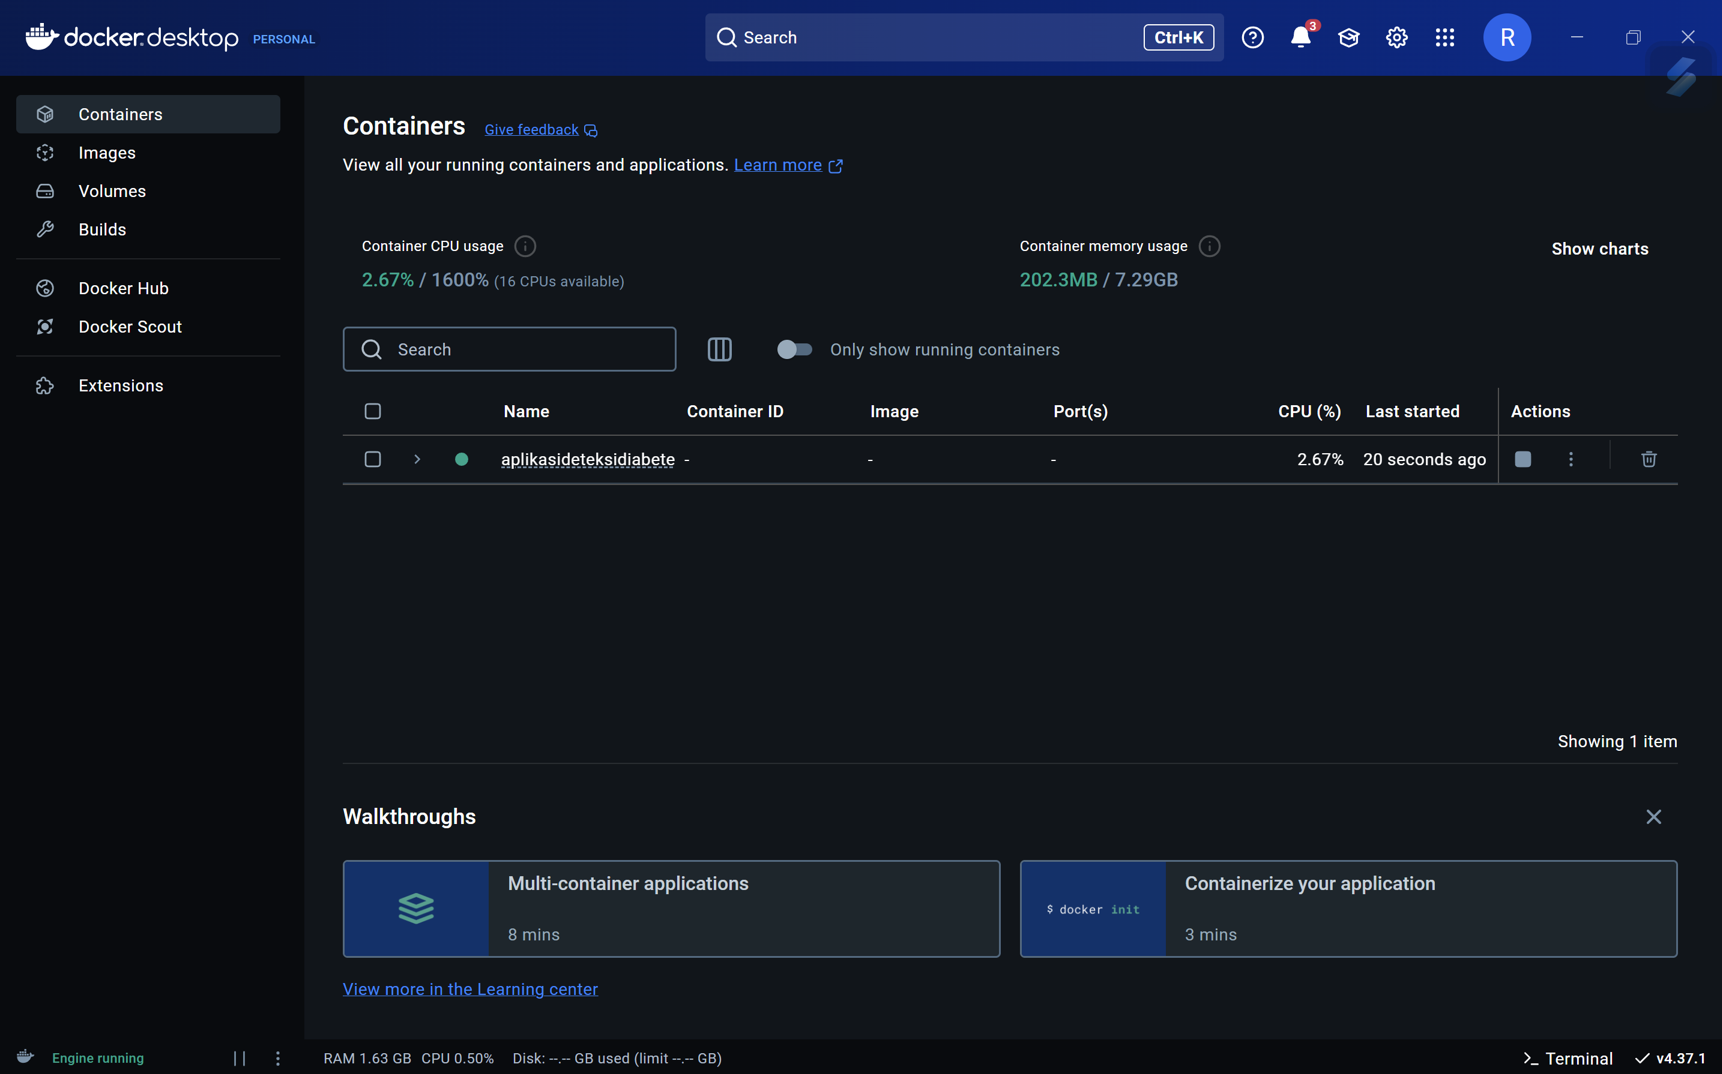 docker.desktop PERSONAL
Search
Ctrl+K
3
R
Containers
Images
Volumes
Builds
Docker Hub
Docker Scout
Extensions
Containers Give feedback
View all your running containers and applications. Learn more
Container CPU usage
2.67% / 1600% (16 CPUs available)
Container memory usage
202.3MB / 7.29GB
Show charts
Search
Only show running containers
Name Container ID Image Port(s) CPU (%) Last started Actions
aplikasideteksidiabete - - - 2.67% 20 seconds ago
Showing 1 item
Walkthroughs
Multi-container applications
8 mins
$ docker init
Containerize your application
3 mins
View more in the Learning center
Engine running
RAM 1.63 GB CPU 0.50% Disk: --.-- GB used (limit --.-- GB)
>_ Terminal
v4.37.1